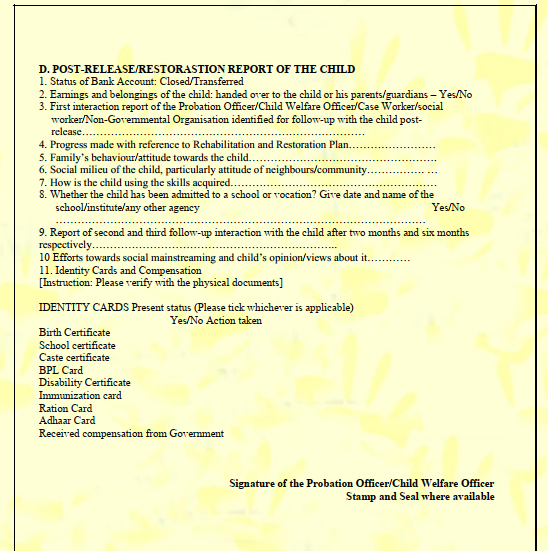 D. POST-RELEASE/RESTORASTION REPORT OF THE CHILD
1. Status of Bank Account: Closed/Transferred
2. Earnings and belongings of the child: handed over to the child or his parents/guardians – Yes/No
3. First interaction report of the Probation Officer/Child Welfare Officer/Case Worker/social
worker/Non-Governmental Organisation identified for follow-up with the child post-
release……………………………………………………………
4. Progress made with reference to Rehabilitation and Restoration Plan…………………
5. Family's behaviour/attitude towards the child……………………………………….
6. Social milieu of the child, particularly attitude of neighbours/community…………… …
7. How is the child using the skills acquired……………………………………………
8. Whether the child has been admitted to a school or vocation? Give date and name of the
school/institute/any other agency Yes/No
……………………………………………………………………………….
9. Report of second and third follow-up interaction with the child after two months and six months
respectively…………………………………………………..
10 Efforts towards social mainstreaming and child's opinion/views about it…………
11. Identity Cards and Compensation
[Instruction: Please verify with the physical documents]
IDENTITY CARDS Present status (Please tick whichever is applicable)
Yes/No Action taken
Birth Certificate
School certificate
Caste certificate
BPL Card
Disability Certificate
Immunization card
Ration Card
Adhaar Card
Received compensation from Government
Signature of the Probation Officer/Child Welfare Officer
Stamp and Seal where available